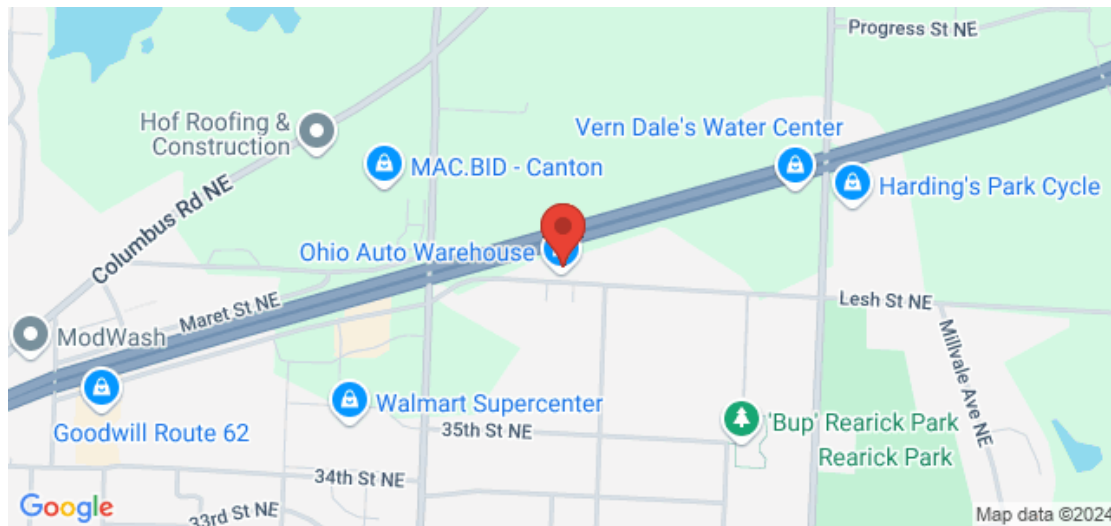 Progress St NE
Hof Roofing &
Construction
Vern Dale's Water Center
MAC.BID - Canton
Harding's Park Cycle
Columbus Rd NE
Ohio Auto Warehouse
Maret St NE
Lesh St NE
ModWash
Millvale Ave NE
Walmart Supercenter
'Bup' Rearick Park
Goodwill Route 62
35th St NE
Rearick Park
34th St NE
33rd St NE
Google
Map data ©2024